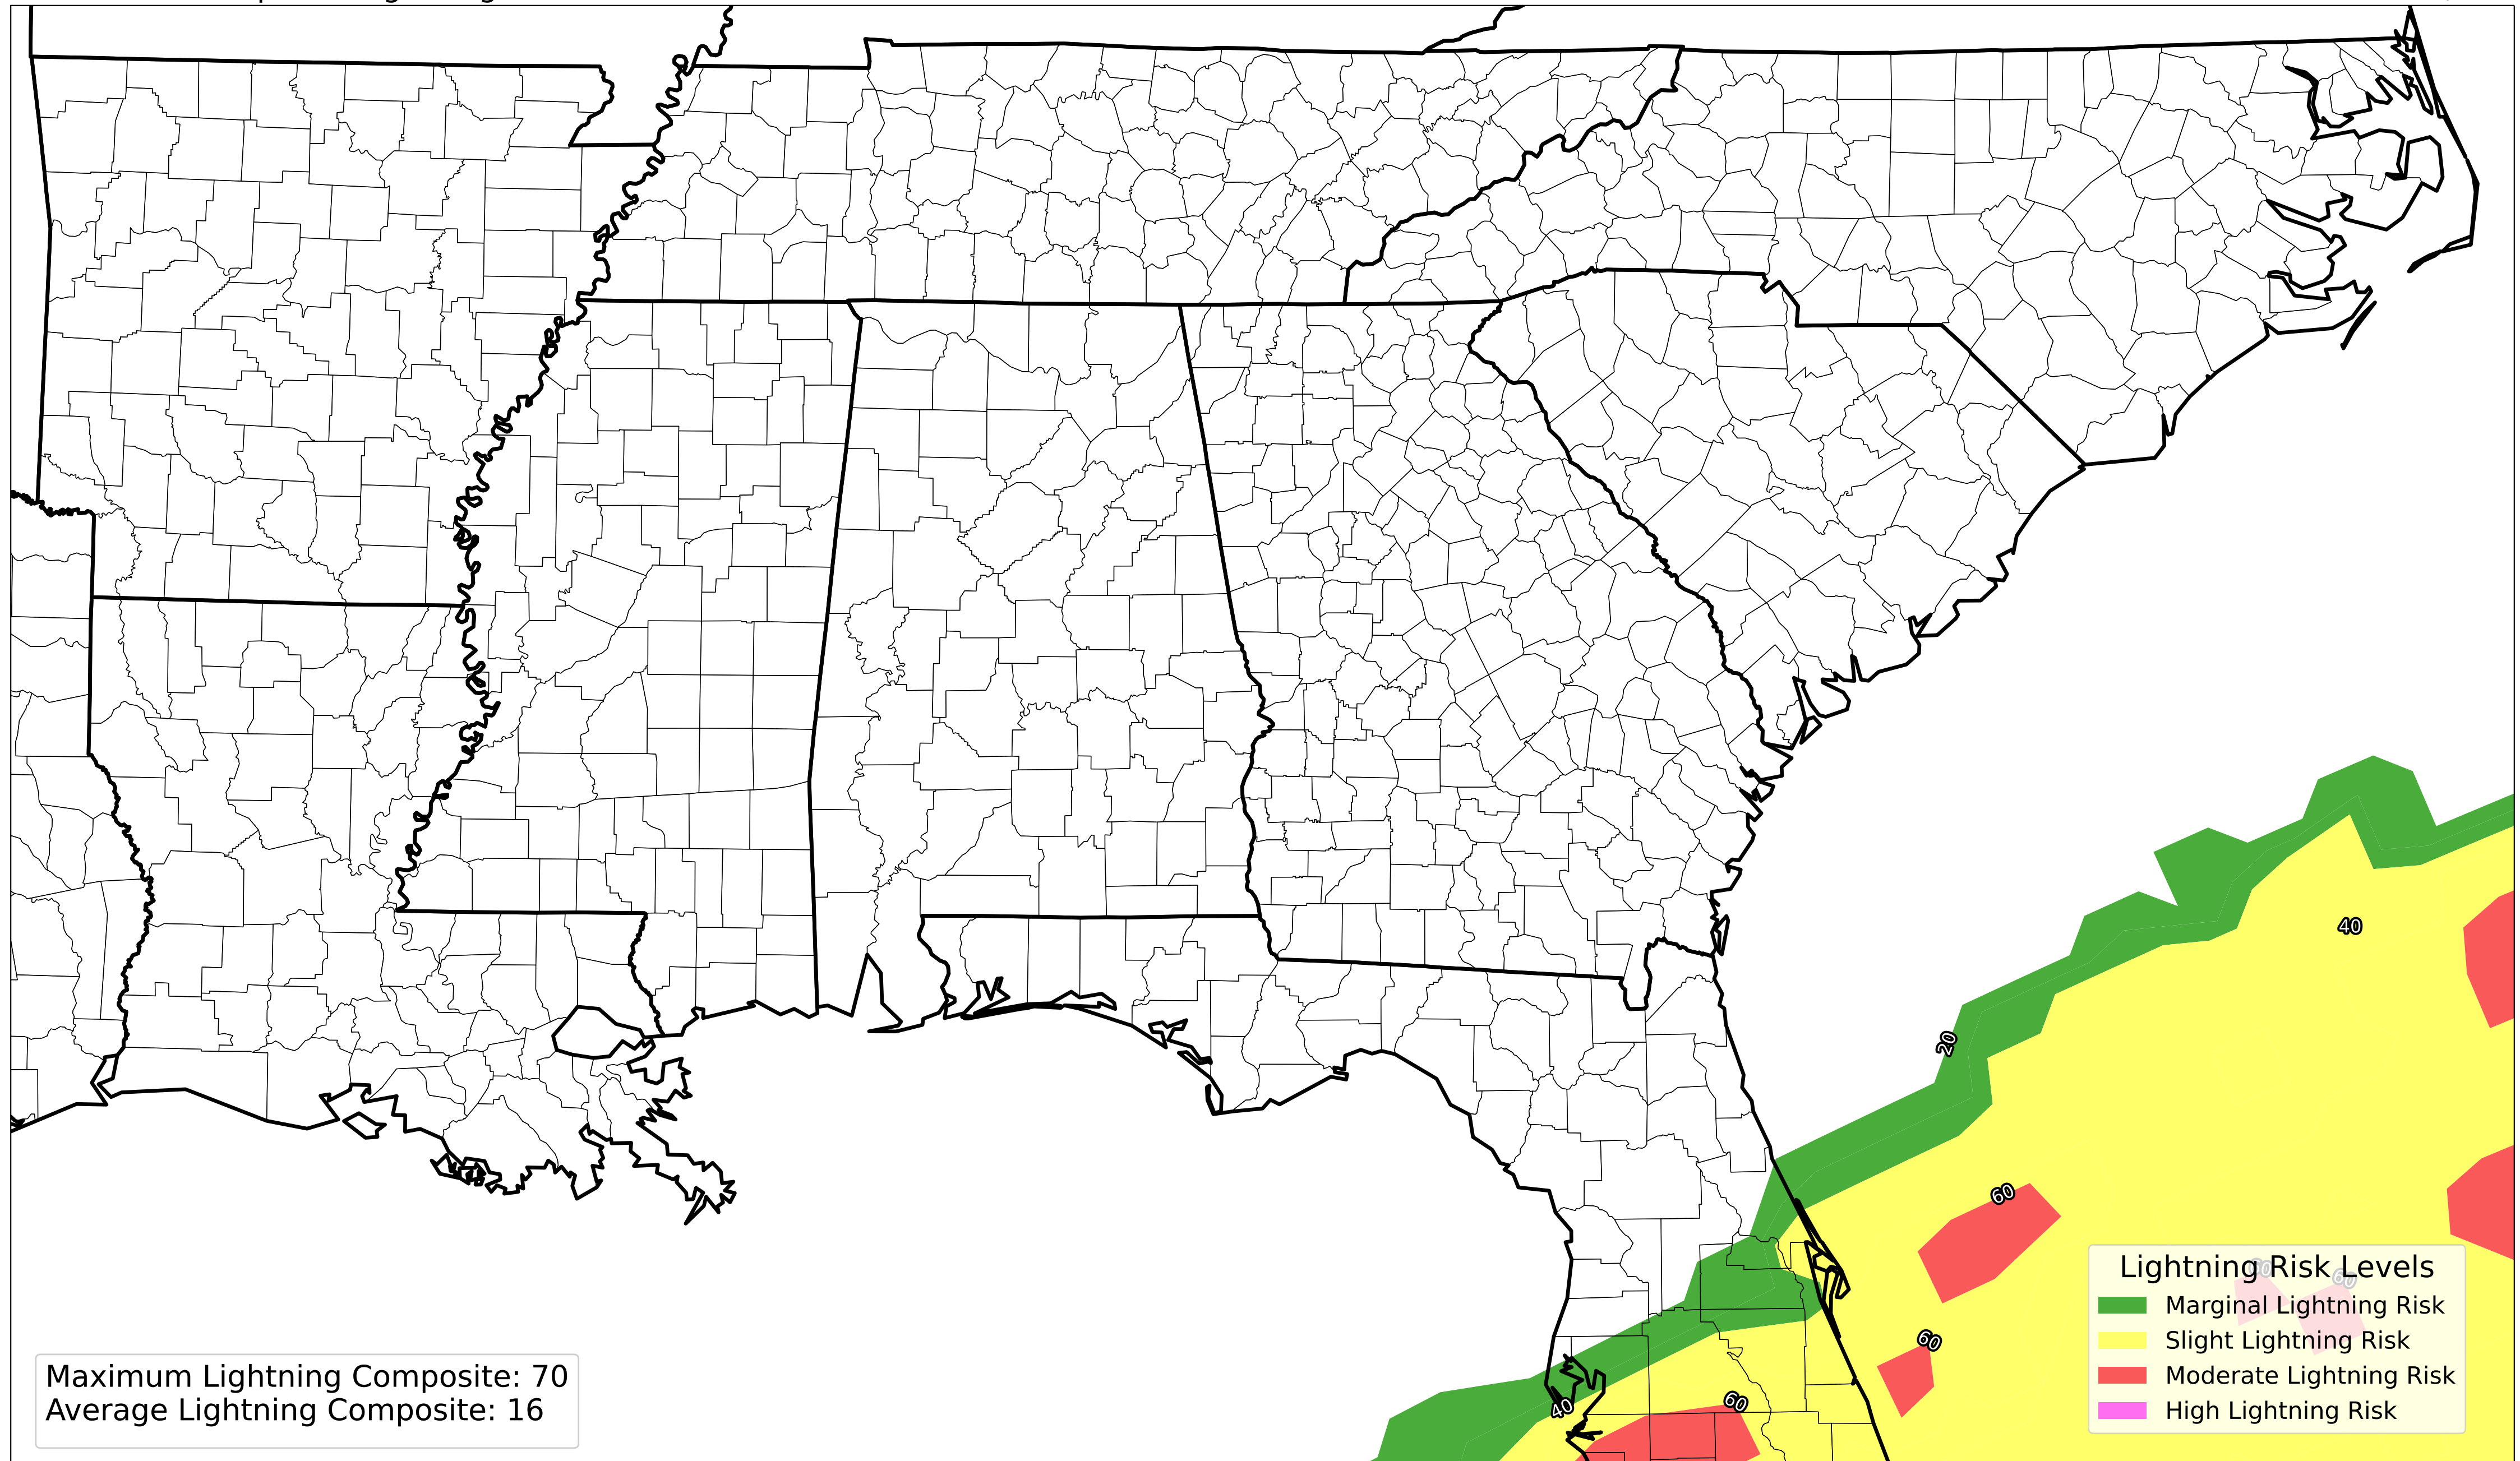 40
20
60
60
60
40
Lightning Risk Levels
60
Marginal Lightning Risk
Slight Lightning Risk
Moderate Lightning Risk
High Lightning Risk
Maximum Lightning Composite: 70
Average Lightning Composite: 16